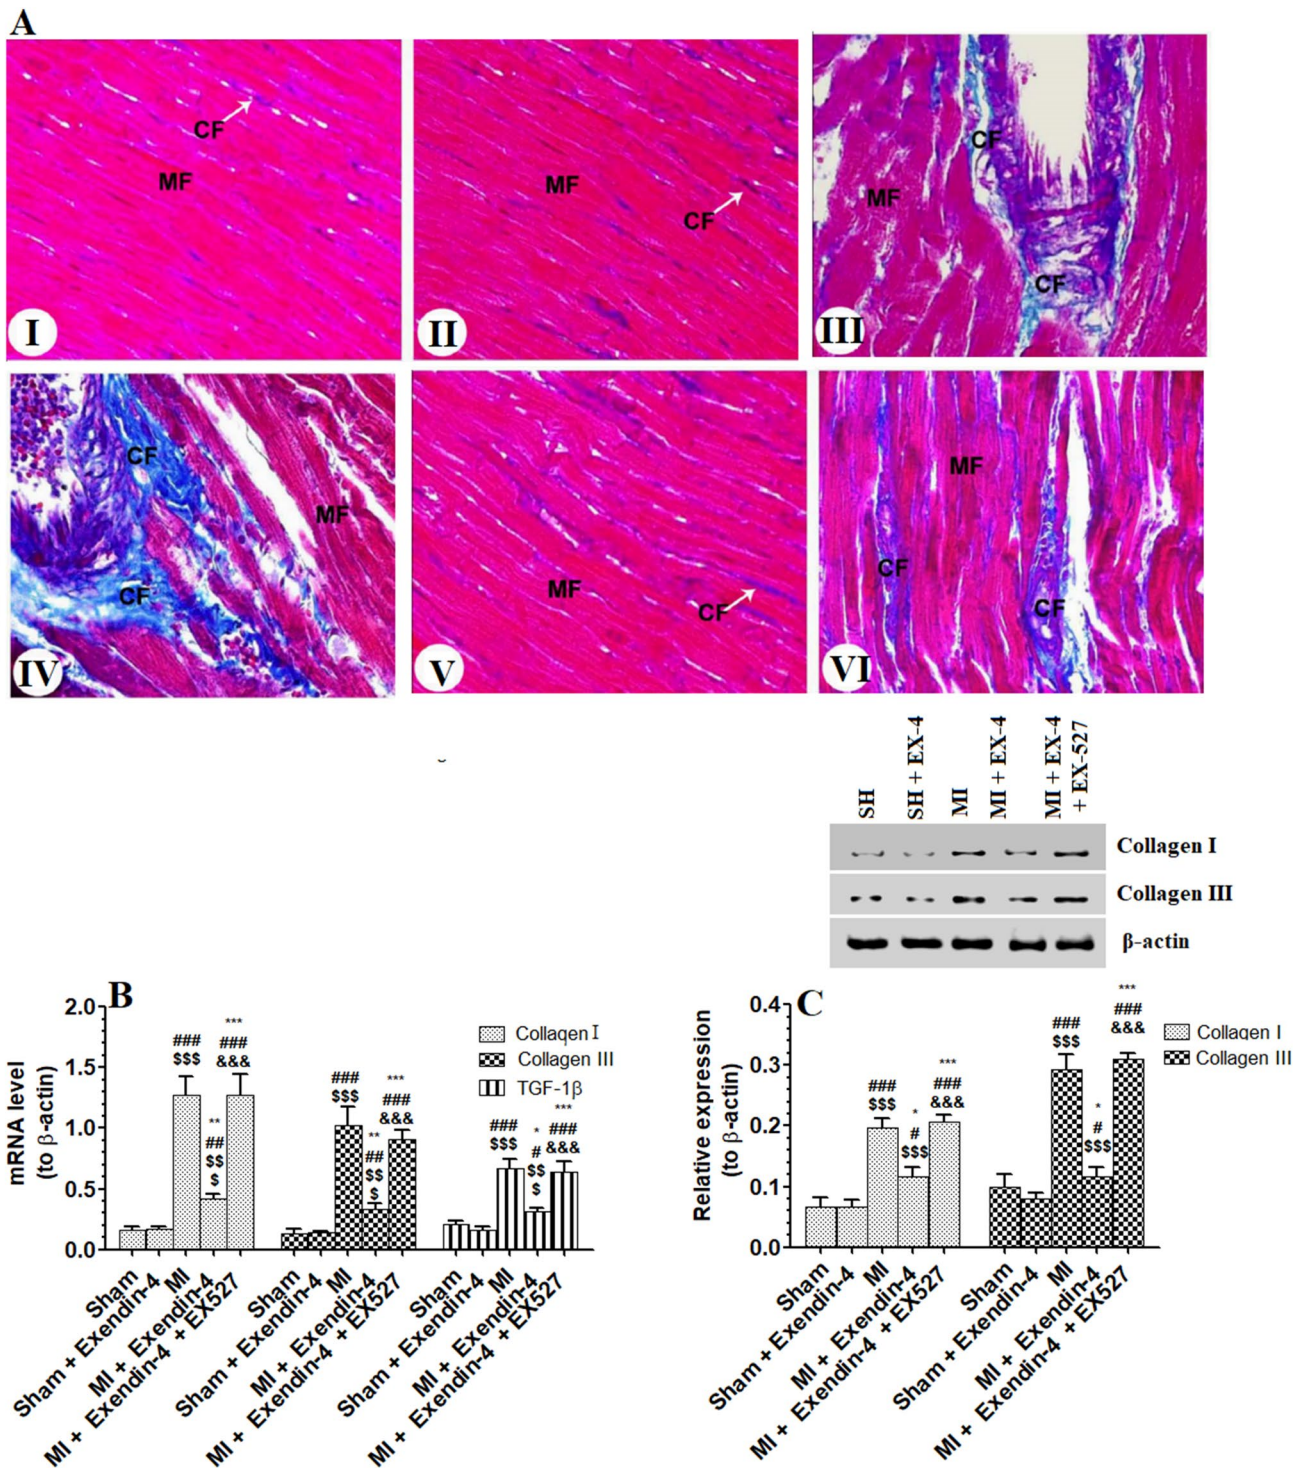 A
CF
MF
I
MF
CF
II
CF
MF
CF
III
CF
MF
CF
IV
MF
CF
V
MF
CF
CF
VI
SH
SH + EX-4
MI
MI + EX-4
MI + EX-4
+ EX-527
Collagen I
Collagen III
β-actin
B
mRNA level
(to β-actin)
2.0
1.5
1.0
0.5
0.0
Collagen I
Collagen III
TGF-1β
###
$$$
**
##
$$
$
***
###
&&&
###
$$$
**
##
$$
$
***
###
&&&
###
$$$
*
#
$$
$
***
###
&&&
Sham
Sham + Exendin-4
MI
MI + Exendin-4
MI + Exendin-4 + EX527
Sham
Sham + Exendin-4
MI
MI + Exendin-4
MI + Exendin-4 + EX527
Sham
Sham + Exendin-4
MI
MI + Exendin-4
MI + Exendin-4 + EX527
C
Relative expression
(to β-actin)
0.4
0.3
0.2
0.1
0.0
Collagen I
Collagen III
###
$$$
*
#
$$$
***
###
&&&
###
$$$
*
#
$$$
***
###
&&&
Sham
Sham + Exendin-4
MI
MI + Exendin-4
MI + Exendin-4 + EX527
Sham
Sham + Exendin-4
MI
MI + Exendin-4
MI + Exendin-4 + EX527